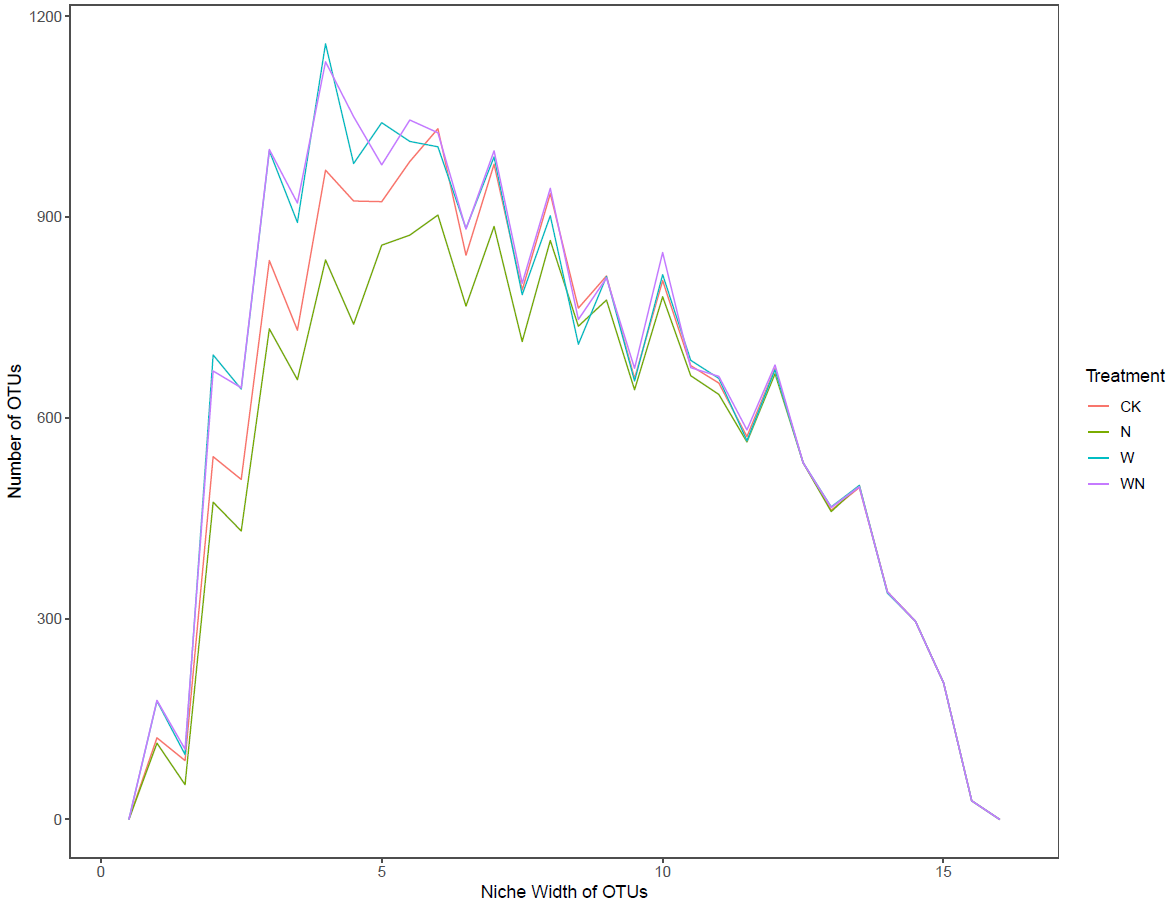 1200
900
600
300
0
0
5
10
15
Number of OTUs
Niche Width of OTUs
Treatment
CK
N
W
WN